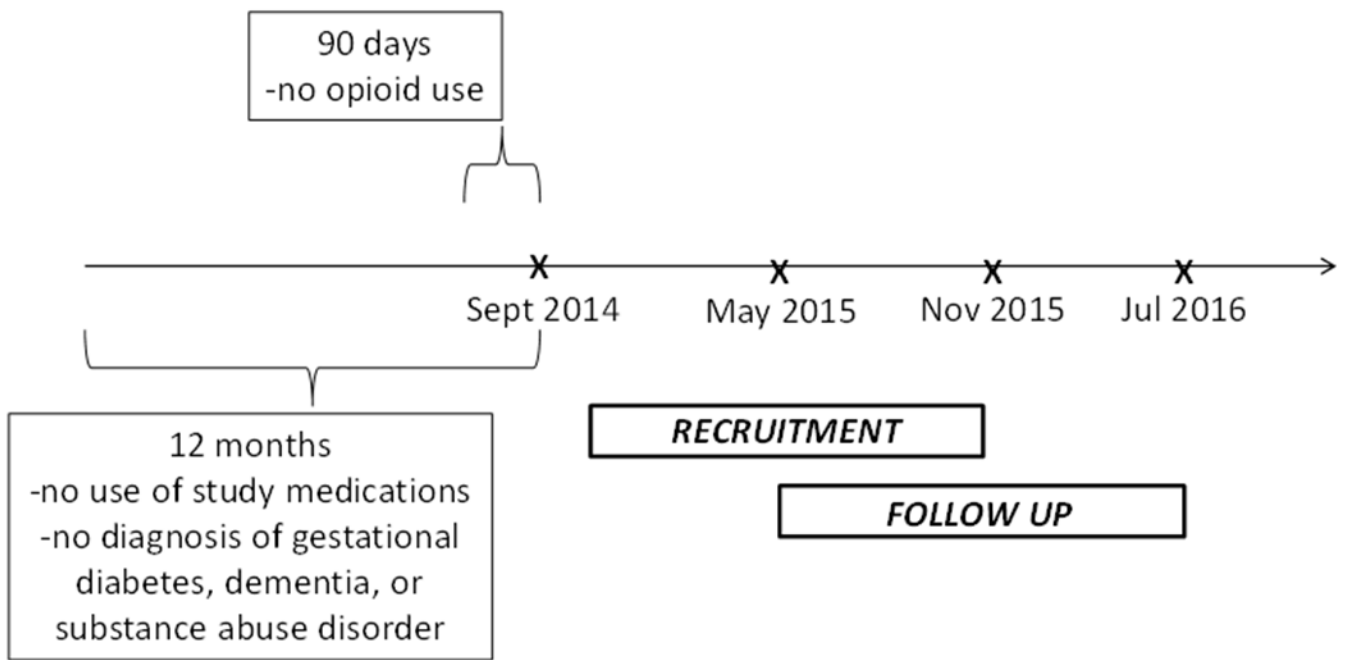 90 days
-no opioid use
X X X X
Sept 2014 May 2015 Nov 2015 Jul 2016
12 months
-no use of study medications
-no diagnosis of gestational
diabetes, dementia, or
substance abuse disorder
RECRUITMENT
FOLLOW UP